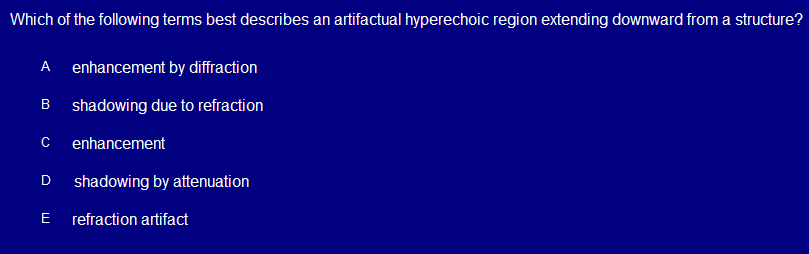 Which of the following terms best describes an artifactual hyperechoic region extending downward from a structure?
A enhancement by diffraction
B shadowing due to refraction
C enhancement
D shadowing by attenuation
E refraction artifact